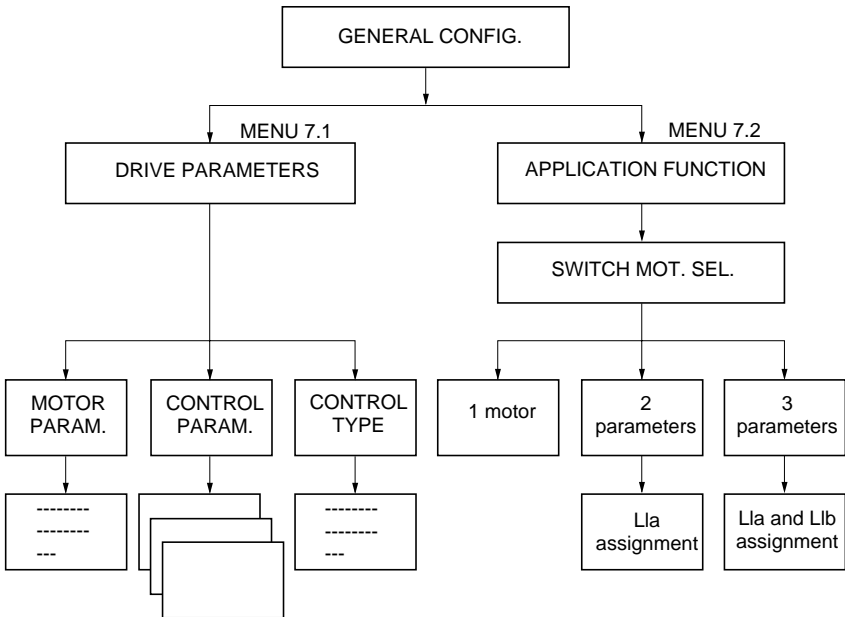 GENERAL CONFIG.
MENU 7.1
MENU 7.2
DRIVE PARAMETERS
APPLICATION FUNCTION
SWITCH MOT. SEL.
MOTOR
PARAM.
CONTROL
PARAM.
CONTROL
TYPE
1 motor
2
parameters
3
parameters
--------
--------
---
--------
--------
---
Lla
assignment
Lla and Llb
assignment